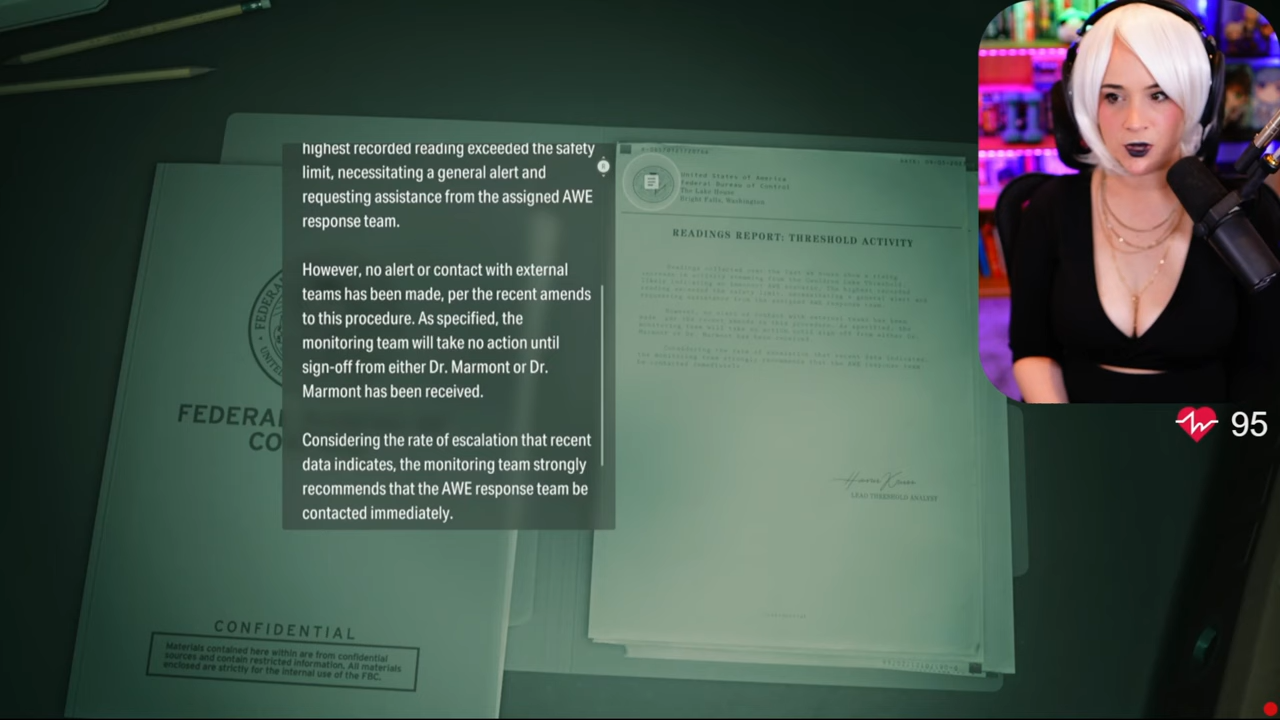 highest recorded reading exceeded the safety
limit, necessitating a general alert and
requesting assistance from the assigned AWE
response team.
However, no alert or contact with external
teams has been made, per the recent amends
to this procedure. As specified, the
monitoring team will take no action until
sign-off from either Dr. Marmont or Dr.
Marmont has been received.
Considering the rate of escalation that recent
data indicates, the monitoring team strongly
recommends that the AWE response team be
contacted immediately.
United States of America
Federal Bureau of Control
The Lake House
Bright Falls, Washington
READINGS REPORT: THRESHOLD ACTIVITY
LEAD THRESHOLD ANALYST
FEDERA
CO
CONFIDENTIAL
Materials contained here within are from confidential
sources and contain restricted information. All materials
enclosed are strictly for the internal use of the FBC.
95